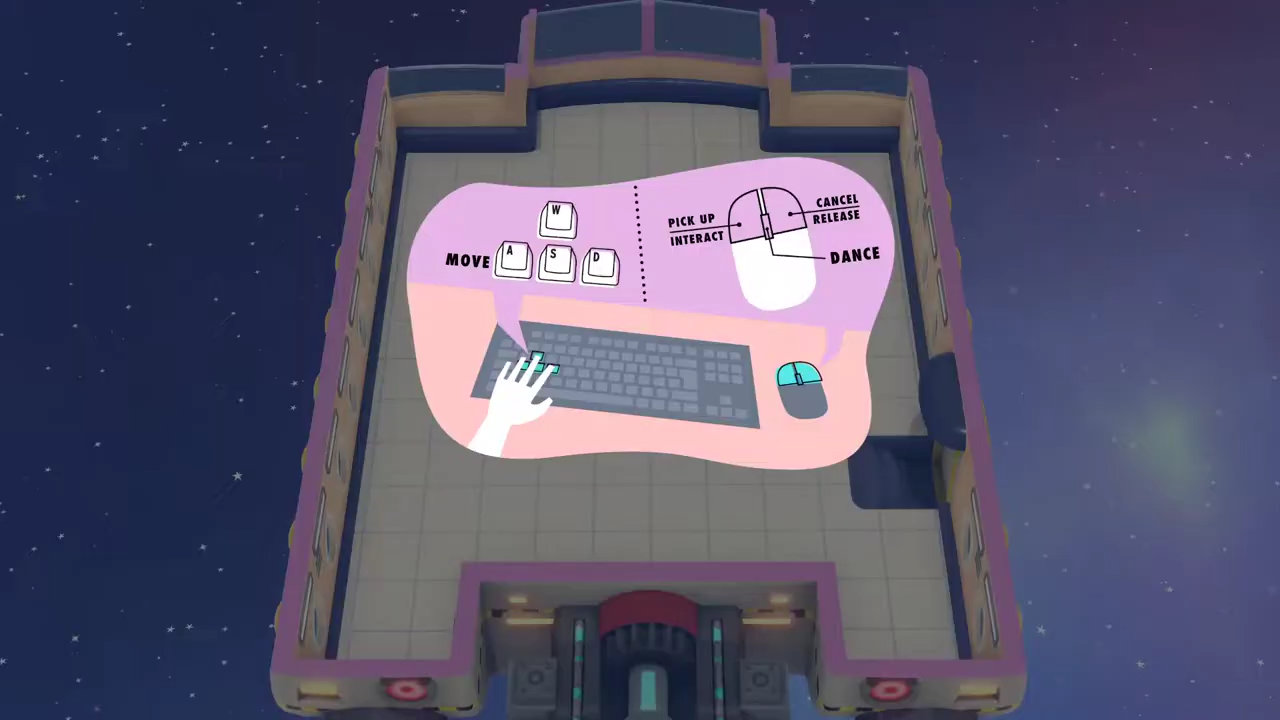 W
MOVE A S D
PICK UP
INTERACT
CANCEL
RELEASE
DANCE